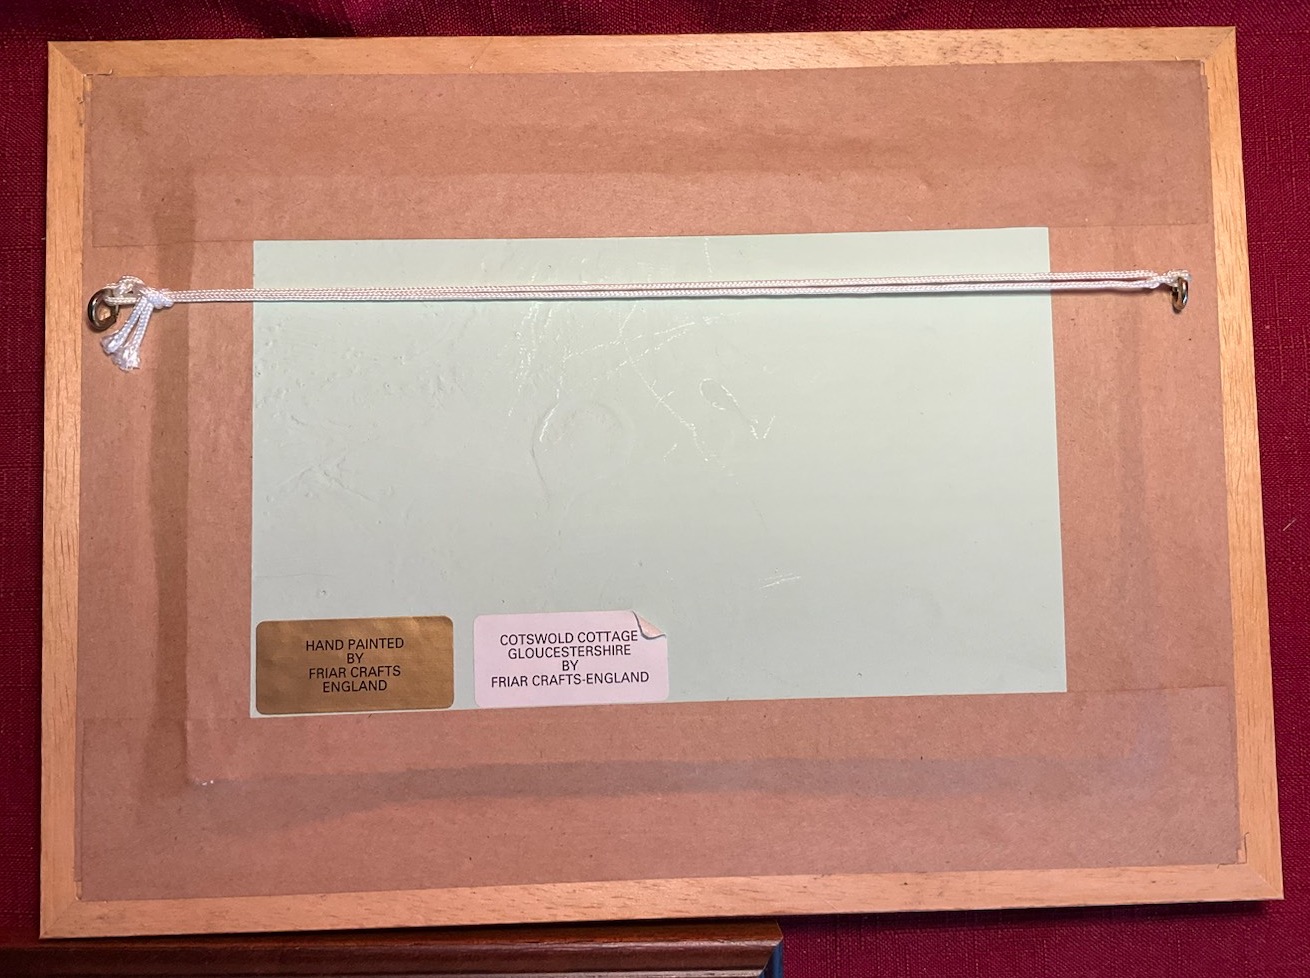 HAND PAINTED
BY
FRIAR CRAFTS
ENGLAND
COTSWOLD COTTAGE
GLOUCESTERSHIRE
BY
FRIAR CRAFTS-ENGLAND